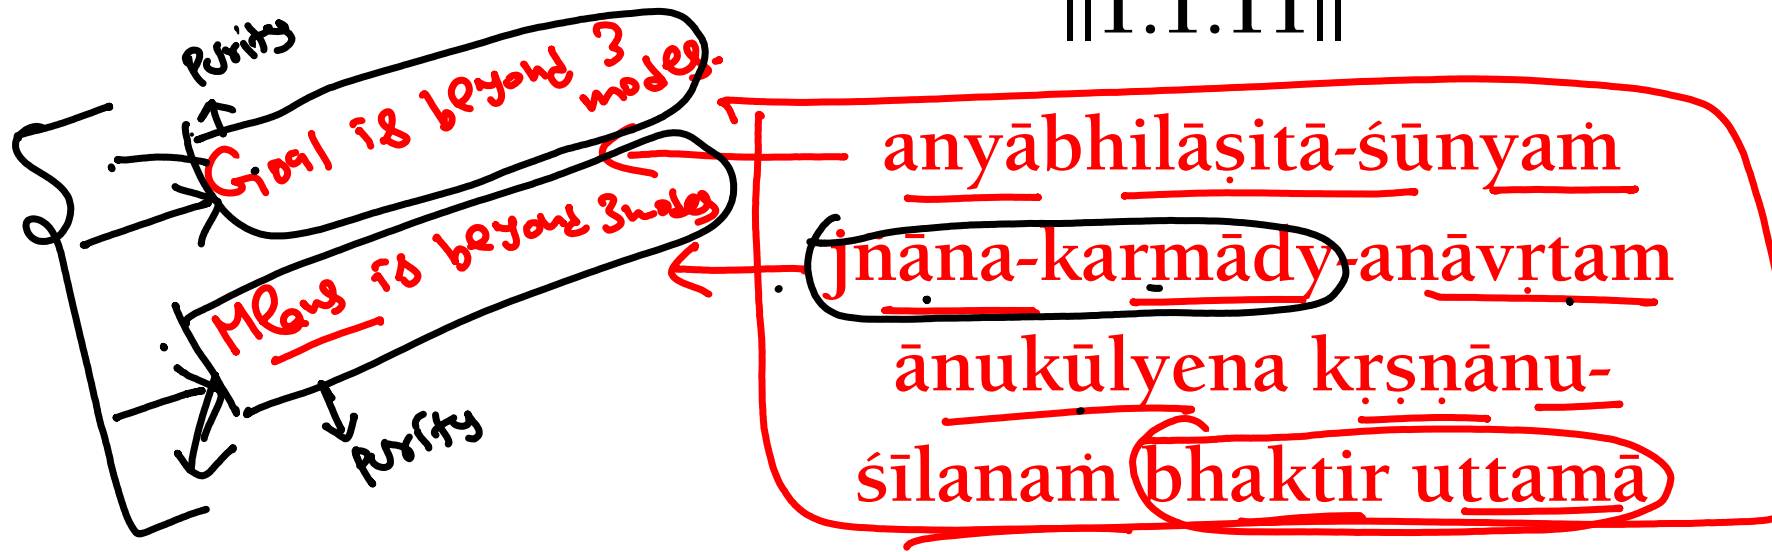 ||1.1.11||
Purity
Goal is beyond 3
modes.
Means is beyond 3 modes
Purity
anyābhilāṣitā-śūnyaṁ
jñāna-karmādy-anāvṛtam
ānukūlyena kṛṣṇānu-
śīlanaṁ bhaktir uttamā